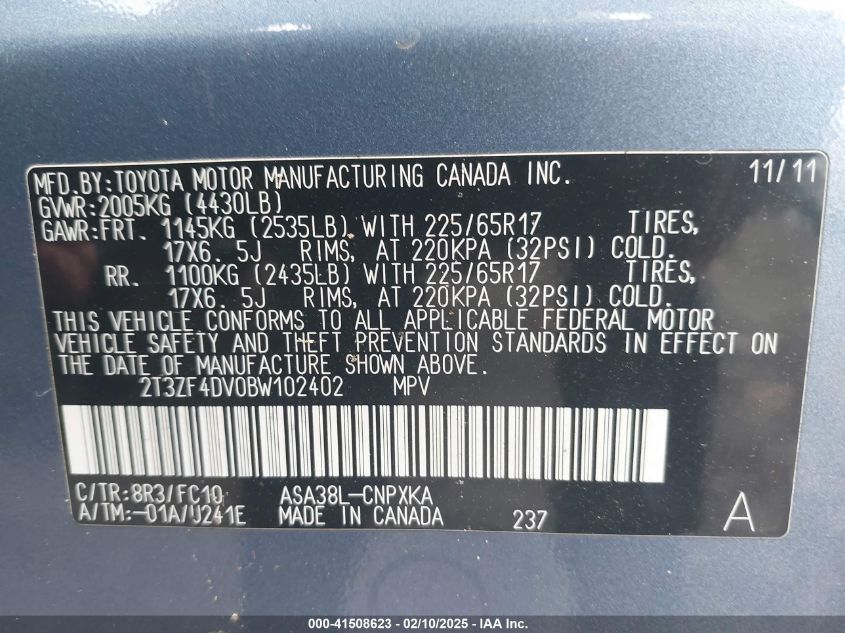 MFD.BY:TOYOTA MOTOR MANUFACTURING CANADA INC. 11/11
GVWR:2005KG (4430LB)
GAWR:FRT. 1145KG (2535LB) WITH 225/65R17 TIRES,
17X6. 5J RIMS, AT 220KPA (32PSI) COLD.
RR. 1100KG (2435LB) WITH 225/65R17 TIRES,
17X6. 5J RIMS, AT 220KPA (32PSI) COLD.
THIS VEHICLE CONFORMS TO ALL APPLICABLE FEDERAL MOTOR
VEHICLE SAFETY AND THEFT PREVENTION STANDARDS IN EFFECT ON
THE DATE OF MANUFACTURE SHOWN ABOVE.
2T3ZF4DV0BW102402 MPV
C/TR:8R3/FC10 ASA38L-CNPXKA
A/TM:-01A/U241E MADE IN CANADA 237 A
000-41508623 - 02/10/2025 - IAA Inc.